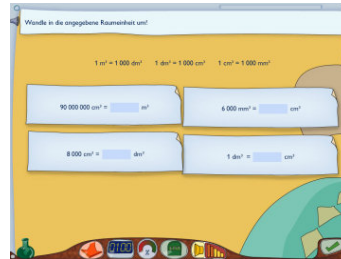 Wandle in die angegebene Raumeinheit um!
1 m³ = 1 000 dm³ 1 dm³ = 1 000 cm³ 1 cm³ = 1 000 mm³
90 000 000 cm³ = m³
6 000 mm³ = cm³
8 000 cm³ = dm³
1 dm³ = cm³
0100